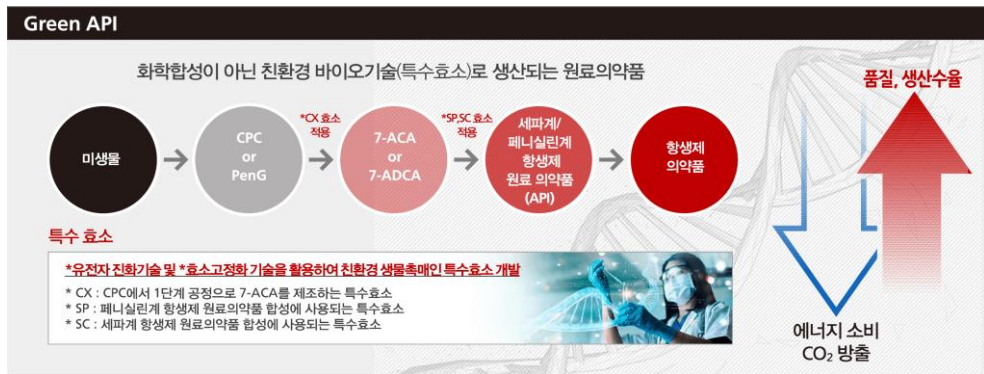 Green API
화학합성이 아닌 친환경 바이오기술(특수효소)로 생산되는 원료의약품
미생물
CPC
or
PenG
*CX 효소
적용
7-ACA
or
7-ADCA
*SP,SC 효소
적용
세파계/
페니실린계
항생제
원료 의약품
(API)
항생제
의약품
품질, 생산수율
에너지 소비
CO₂ 방출
특수 효소
*유전자 진화기술 및 *효소고정화 기술을 활용하여 친환경 생물촉매인 특수효소 개발
* CX : CPC에서 1단계 공정으로 7-ACA를 제조하는 특수효소
* SP : 페니실린계 항생제 원료의약품 합성에 사용되는 특수효소
* SC : 세파계 항생제 원료의약품 합성에 사용되는 특수효소